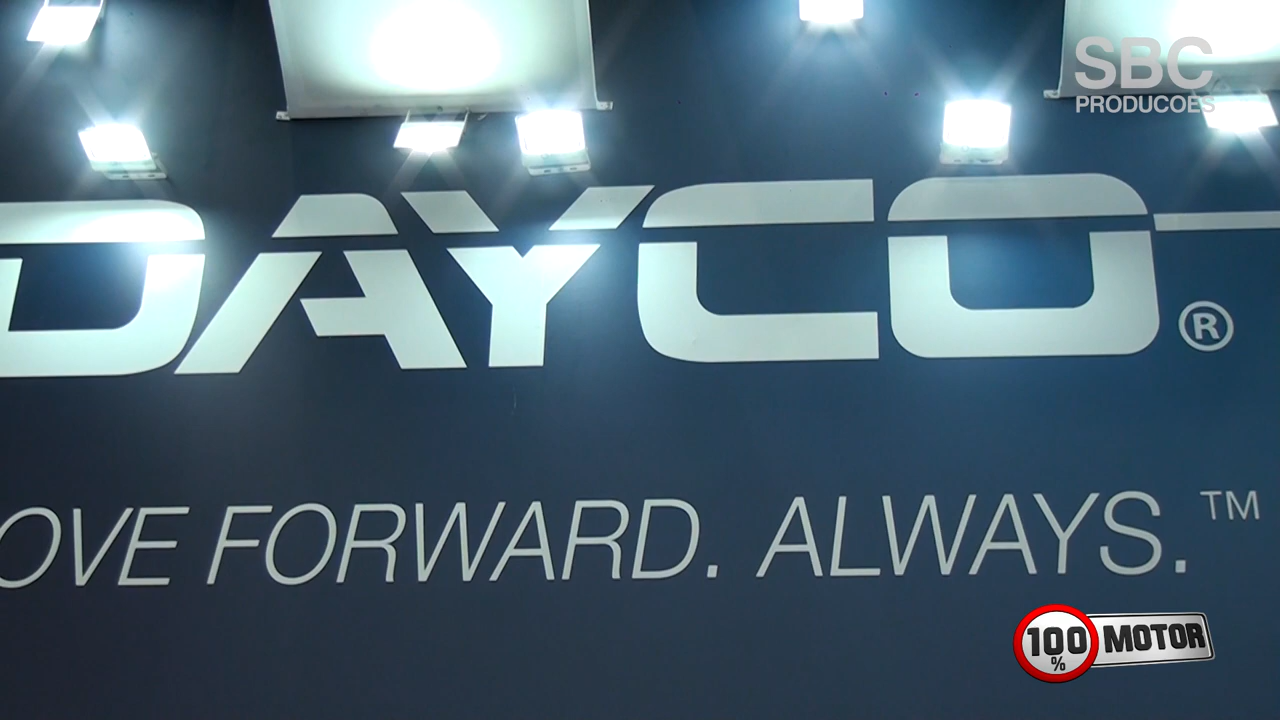 SBC
PRODUCOES
DAYCO®
OVE FORWARD. ALWAYS.™
100
%
MOTOR